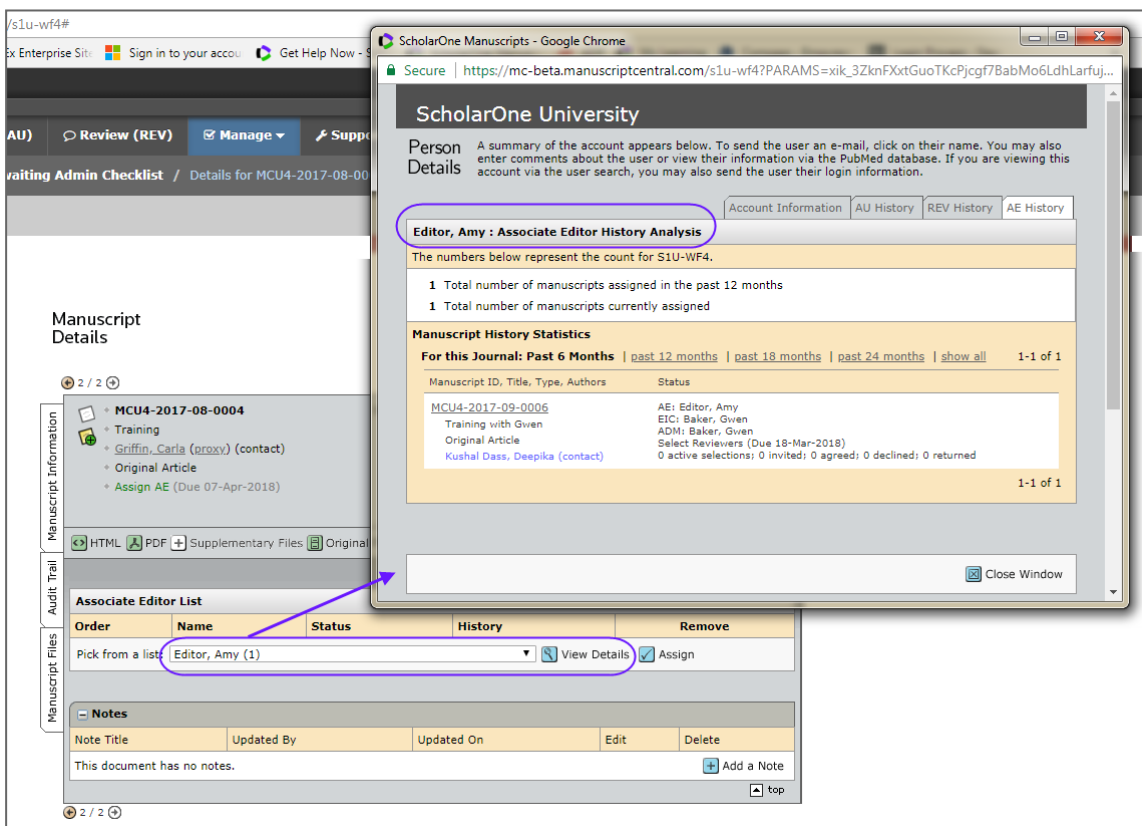 /s1u-wf4#
Ex Enterprise Site
Sign in to your accou
Get Help Now - S
AU)
Review (REV)
Manage
Suppo
waiting Admin Checklist / Details for MCU4-2017-08-00
Manuscript
Details
2 / 2
Manuscript Information
Audit Trail
Manuscript Files
MCU4-2017-08-0004
Training
Griffin, Carla (proxy) (contact)
Original Article
Assign AE (Due 07-Apr-2018)
HTML PDF Supplementary Files Original
Associate Editor List
Order Name Status History Remove
Pick from a list: Editor, Amy (1) View Details Assign
Notes
Note Title Updated By Updated On Edit Delete
This document has no notes. Add a Note
top
2 / 2
ScholarOne Manuscripts - Google Chrome
Secure | https://mc-beta.manuscriptcentral.com/s1u-wf4?PARAMS=xik_3ZknFXxtGuoTKcPjcgf7BabMo6LdhLarfuj...
ScholarOne University
Person
Details
A summary of the account appears below. To send the user an e-mail, click on their name. You may also
enter comments about the user or view their information via the PubMed database. If you are viewing this
account via the user search, you may also send the user their login information.
Account Information AU History REV History AE History
Editor, Amy : Associate Editor History Analysis
The numbers below represent the count for S1U-WF4.
1 Total number of manuscripts assigned in the past 12 months
1 Total number of manuscripts currently assigned
Manuscript History Statistics
For this Journal: Past 6 Months | past 12 months | past 18 months | past 24 months | show all 1-1 of 1
Manuscript ID, Title, Type, Authors Status
MCU4-2017-09-0006 AE: Editor, Amy
Training with Gwen EIC: Baker, Gwen
Original Article ADM: Baker, Gwen
Kushal Dass, Deepika (contact) Select Reviewers (Due 18-Mar-2018)
0 active selections; 0 invited; 0 agreed; 0 declined; 0 returned
1-1 of 1
Close Window